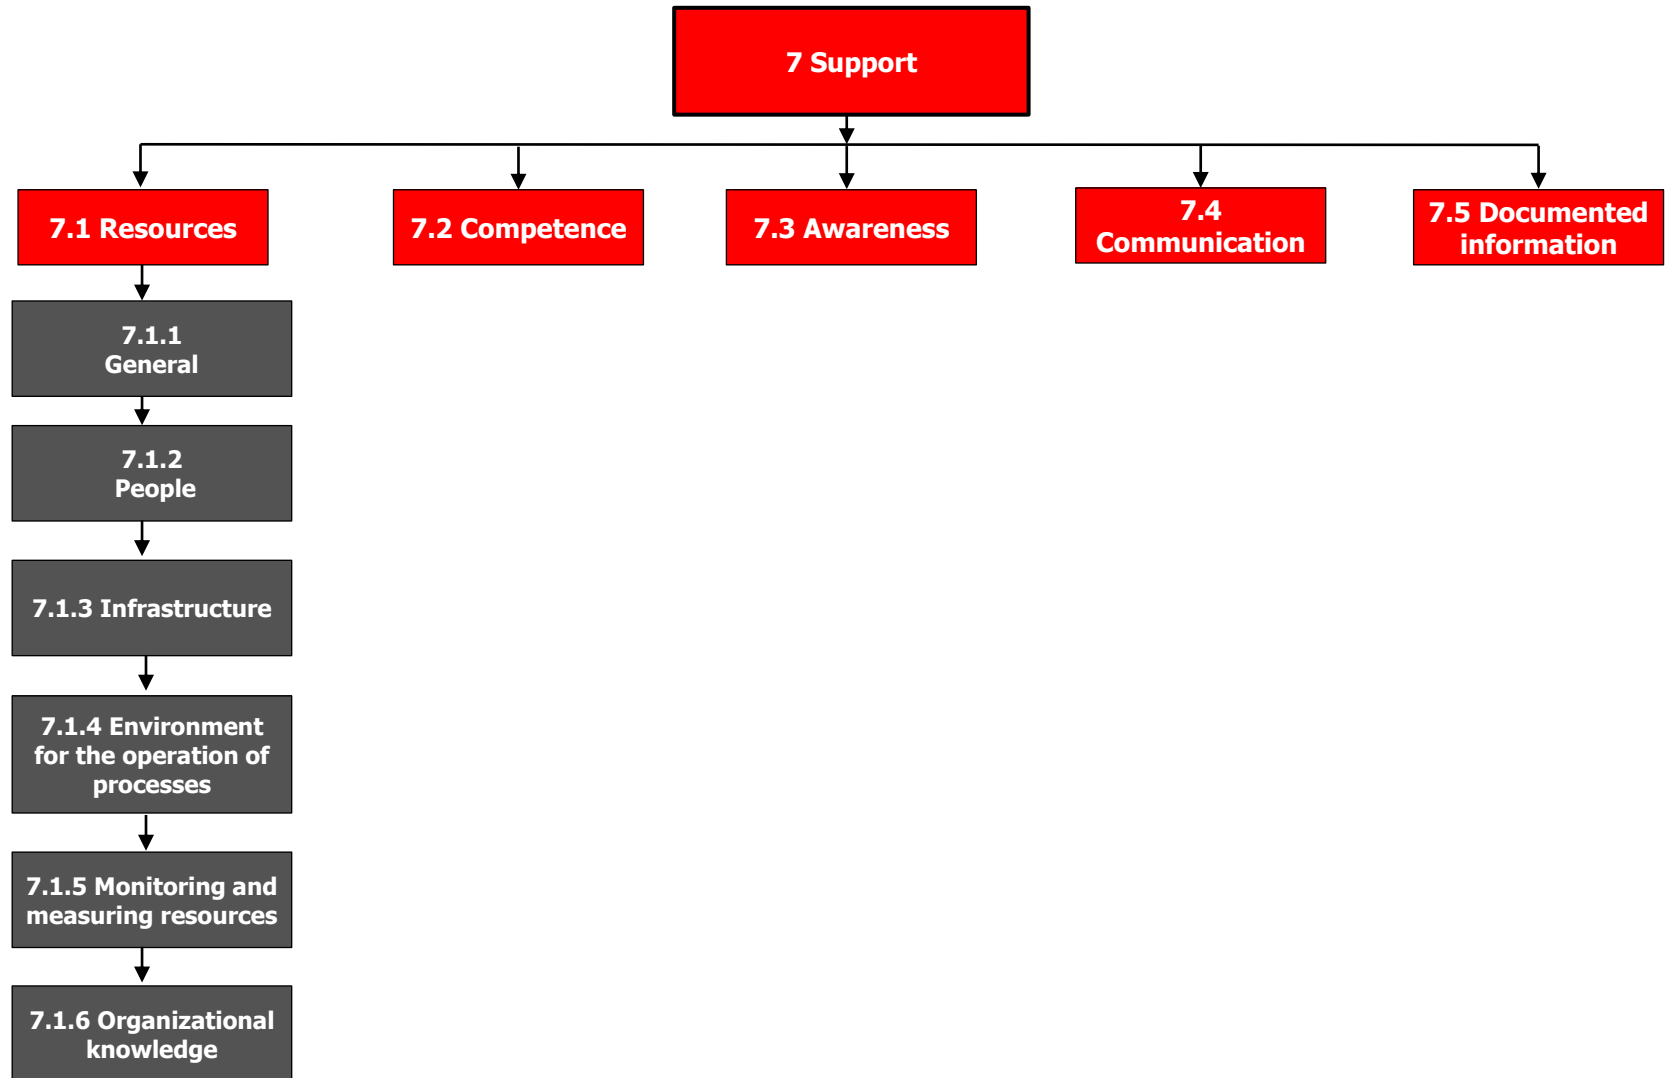 7 Support
7.1 Resources
7.2 Competence
7.3 Awareness
7.4
Communication
7.5 Documented
information
7.1.1
General
7.1.2
People
7.1.3 Infrastructure
7.1.4 Environment
for the operation of
processes
7.1.5 Monitoring and
measuring resources
7.1.6 Organizational
knowledge